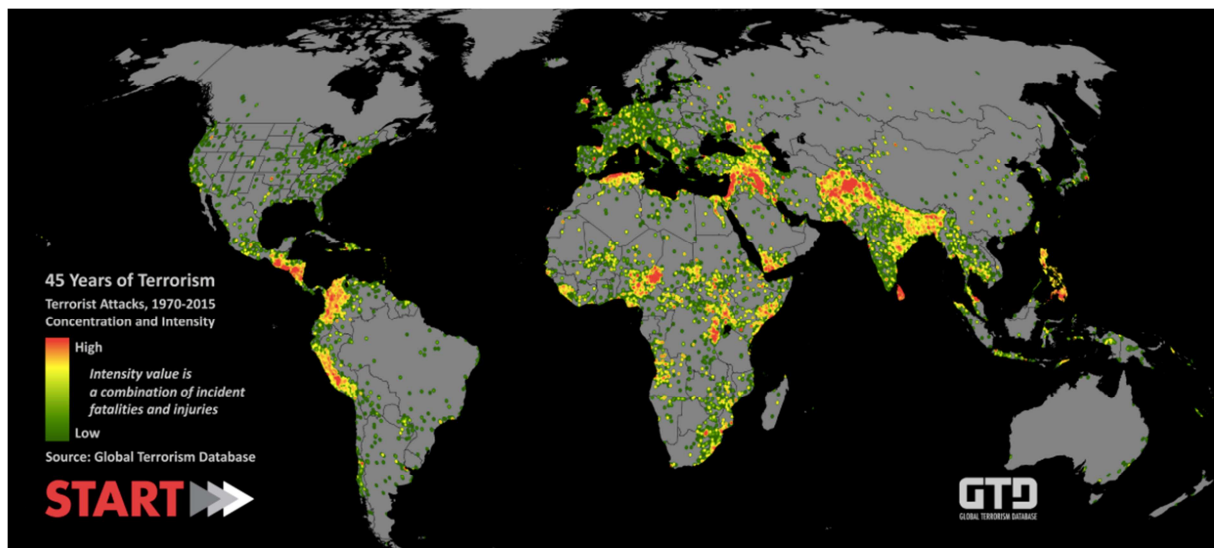 45 Years of Terrorism
Terrorist Attacks, 1970-2015
Concentration and Intensity
High
Intensity value is
a combination of incident
fatalities and injuries
Low
Source: Global Terrorism Database
START
GTD
GLOBAL TERRORISM DATABASE